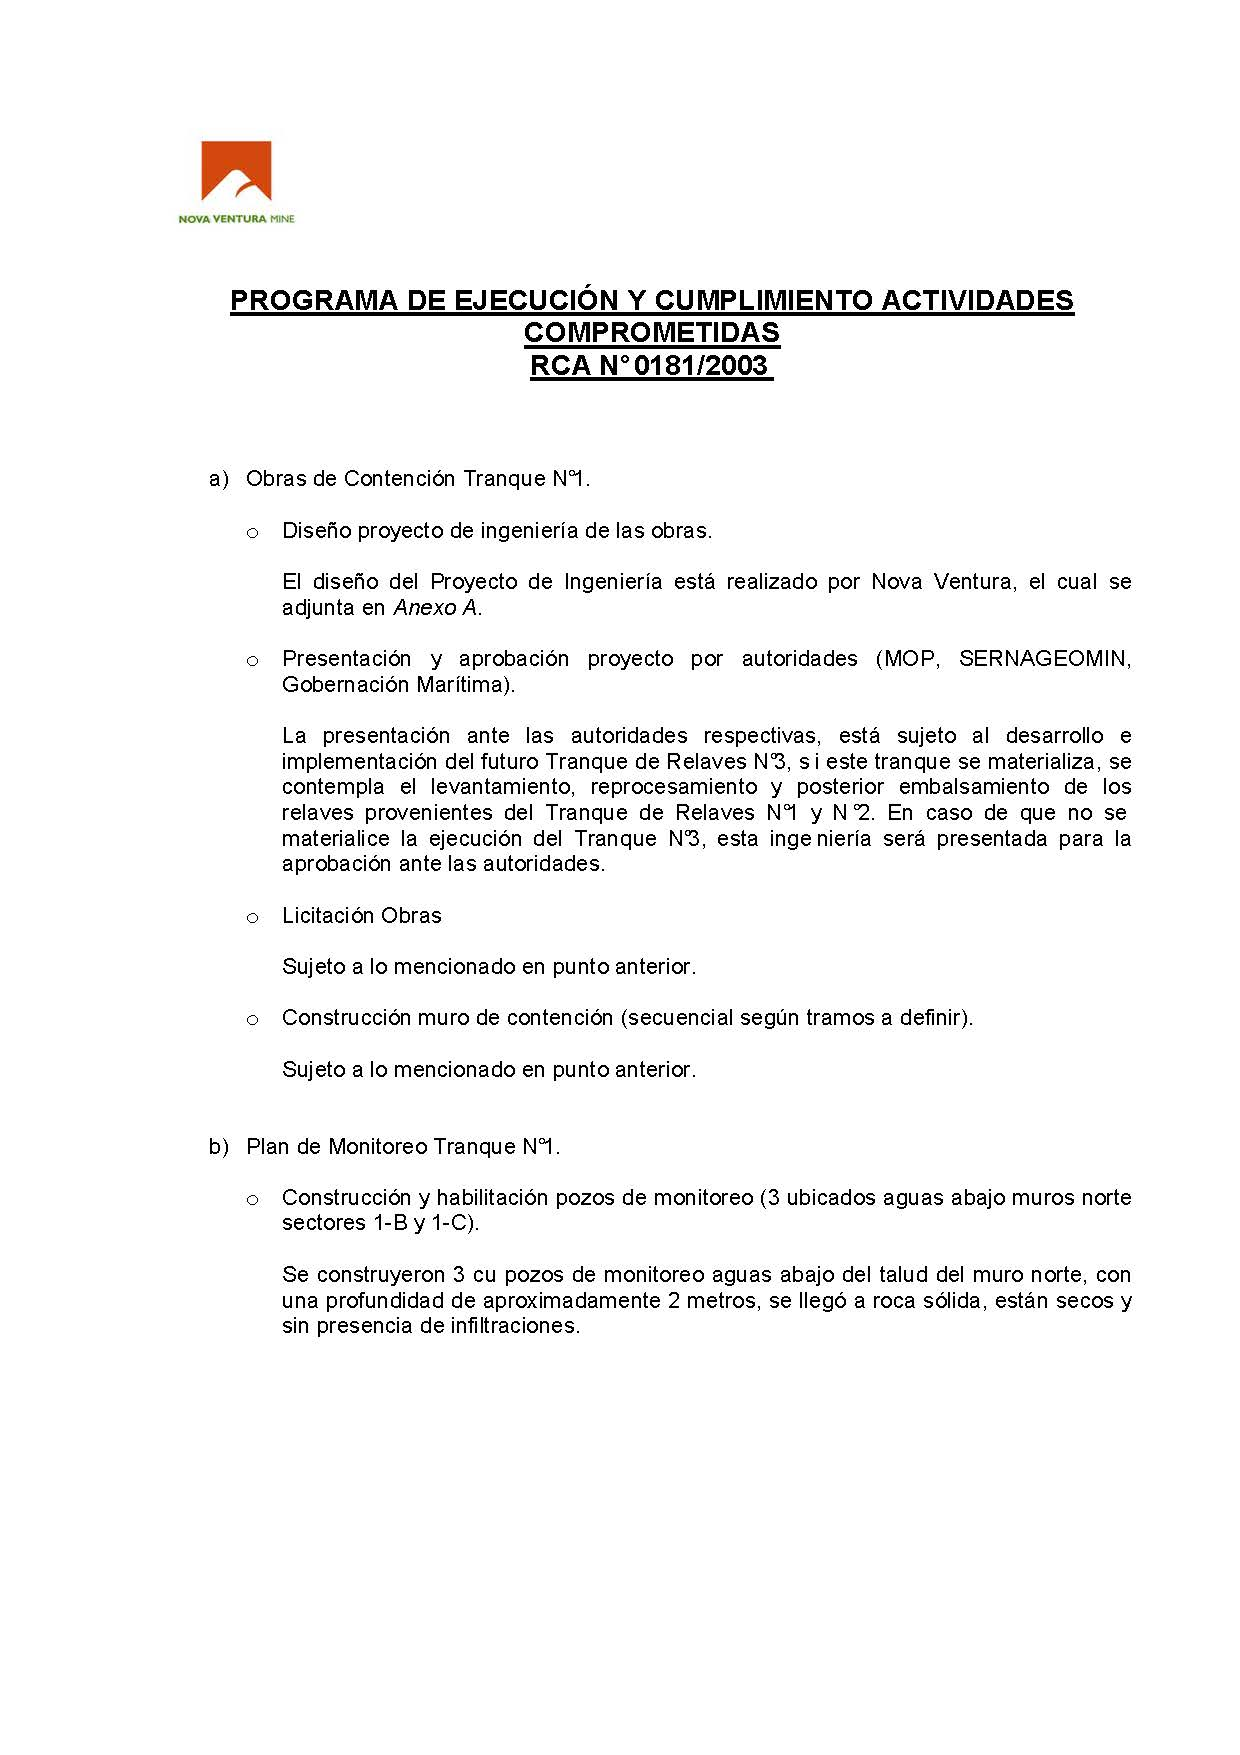 NOVA VENTURA MINE
PROGRAMA DE EJECUCIÓN Y CUMPLIMIENTO ACTIVIDADES
COMPROMETIDAS
RCA N° 0181/2003
a) Obras de Contención Tranque N°1.
o Diseño proyecto de ingeniería de las obras.
El diseño del Proyecto de Ingeniería está realizado por Nova Ventura, el cual se
adjunta en Anexo A.
o Presentación y aprobación proyecto por autoridades (MOP, SERNAGEOMIN,
Gobernación Marítima).
La presentación ante las autoridades respectivas, está sujeto al desarrollo e
implementación del futuro Tranque de Relaves N°3, s i este tranque se materializa, se
contempla el levantamiento, reprocesamiento y posterior embalsamiento de los
relaves provenientes del Tranque de Relaves N°1 y N °2. En caso de que no se
materialice la ejecución del Tranque N°3, esta inge niería será presentada para la
aprobación ante las autoridades.
o Licitación Obras
Sujeto a lo mencionado en punto anterior.
o Construcción muro de contención (secuencial según tramos a definir).
Sujeto a lo mencionado en punto anterior.
b) Plan de Monitoreo Tranque N°1.
o Construcción y habilitación pozos de monitoreo (3 ubicados aguas abajo muros norte
sectores 1-B y 1-C).
Se construyeron 3 cu pozos de monitoreo aguas abajo del talud del muro norte, con
una profundidad de aproximadamente 2 metros, se llegó a roca sólida, están secos y
sin presencia de infiltraciones.